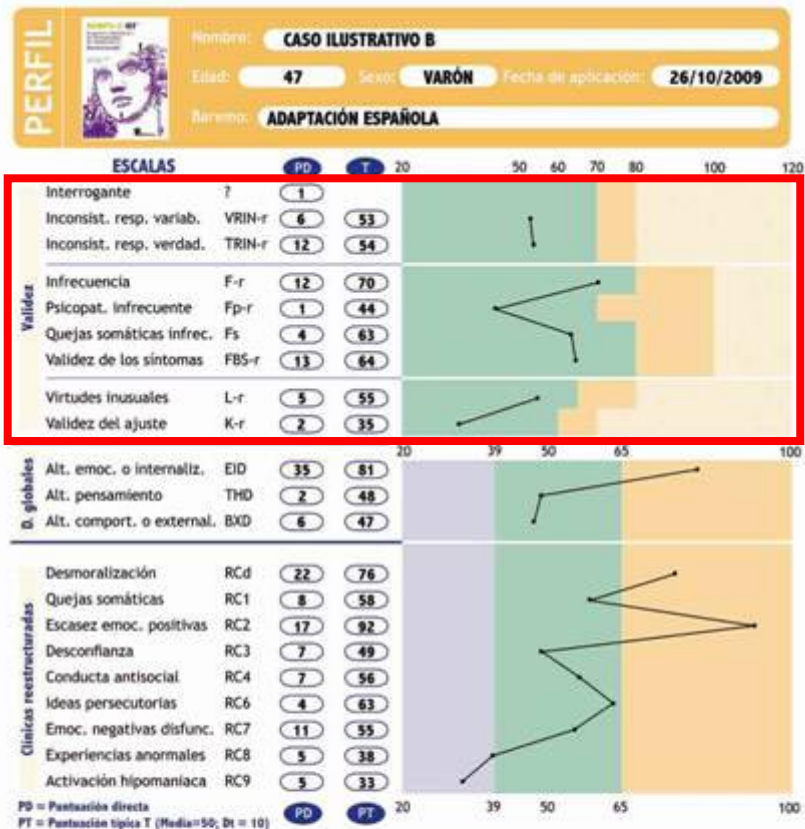 PERFIL
Nombre: CASO ILUSTRATIVO B
Edad: 47 Sexo: VARÓN Fecha de aplicación: 26/10/2009
Baremo: ADAPTACIÓN ESPAÑOLA
ESCALAS PD T 20 50 60 70 80 100 120
Validez
Interrogante ? 1
Inconsist. resp. variab. VRIN-r 6 53
Inconsist. resp. verdad. TRIN-r 12 54
Infrecuencia F-r 12 70
Psicopat. infrecuente Fp-r 1 44
Quejas somáticas infrec. Fs 4 63
Validez de los síntomas FBS-r 13 64
Virtudes inusuales L-r 5 55
Validez del ajuste K-r 2 35
20 39 50 65 100
D. globales
Alt. emoc. o internaliz. EID 35 81
Alt. pensamiento THD 2 48
Alt. comport. o external. BXD 6 47
Clínicas reestructuradas
Desmoralización RCd 22 76
Quejas somáticas RC1 8 58
Escasez emoc. positivas RC2 17 92
Desconfianza RC3 7 49
Conducta antisocial RC4 7 56
Ideas persecutorias RC6 4 63
Emoc. negativas disfunc. RC7 11 55
Experiencias anormales RC8 5 38
Activación hipomaniaca RC9 5 33
PD = Puntuación directa
PT = Puntuación típica T (Media=50; Dt = 10) PD PT 20 39 50 65 100